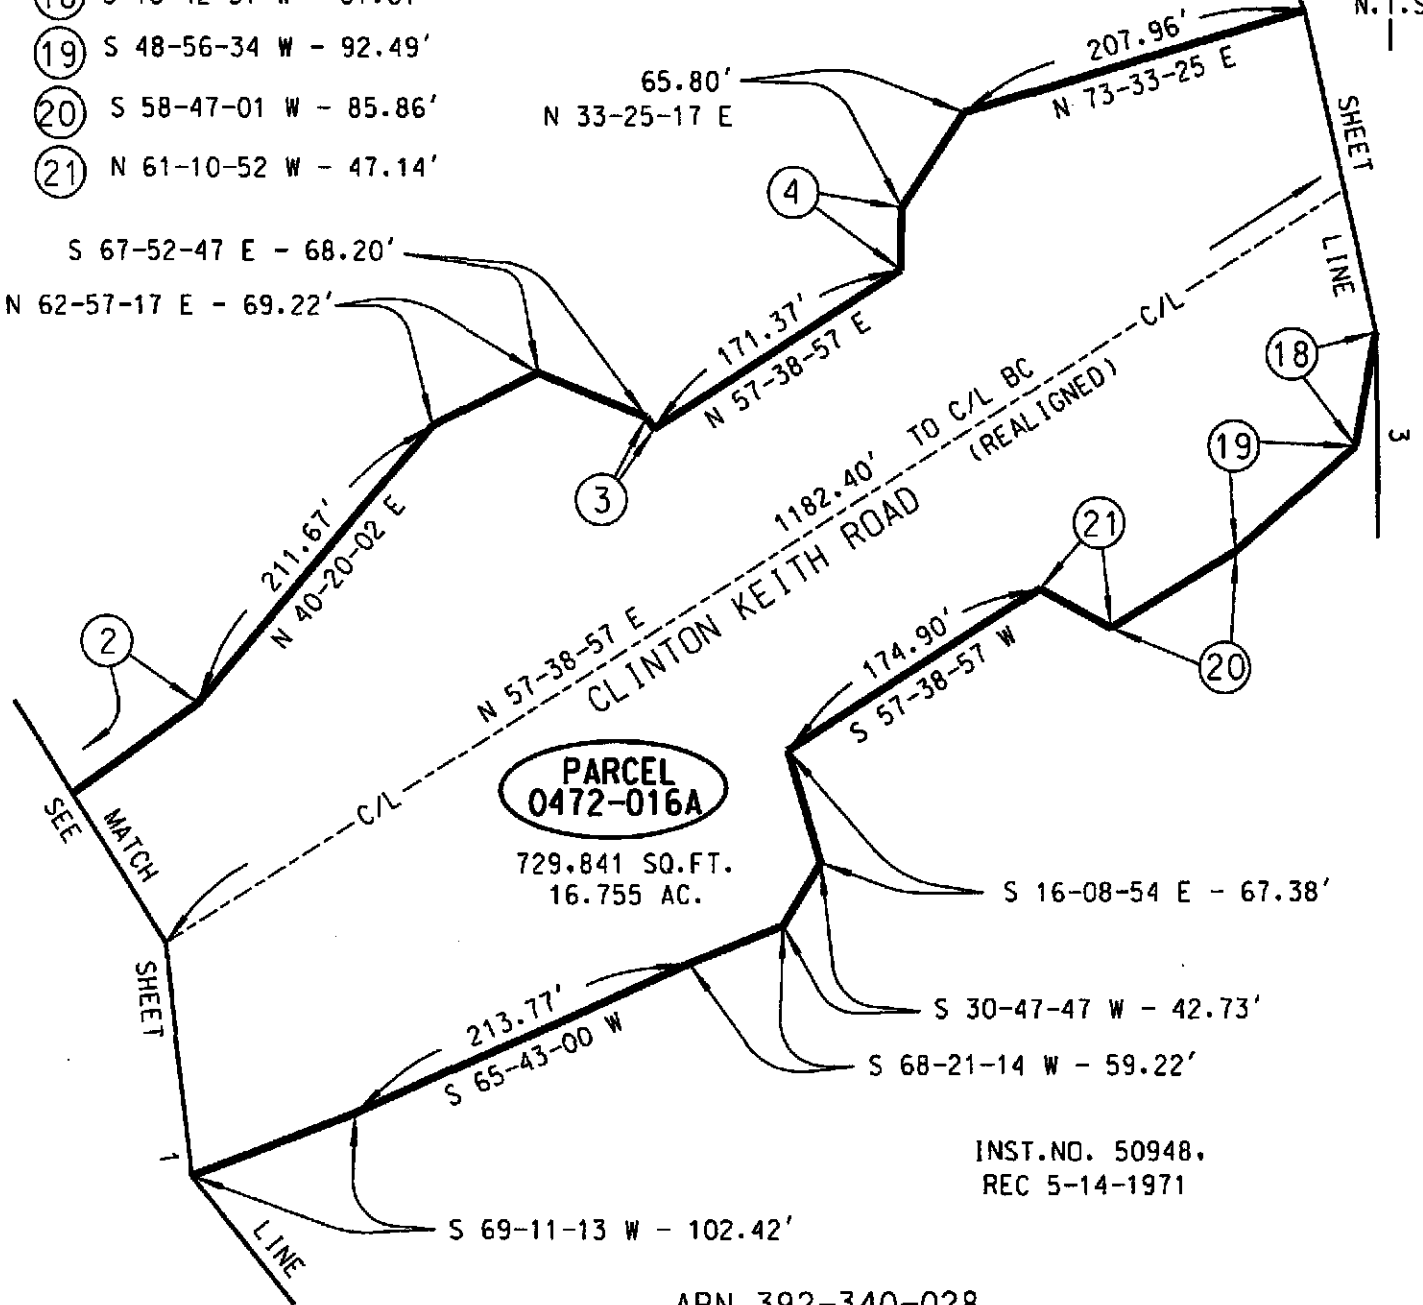 19 S 48-56-34 W - 92.49'
20 S 58-47-01 W - 85.86'
21 N 61-10-52 W - 47.14'
65.80'
N 33-25-17 E
207.96'
N 73-33-25 E
SHEET
LINE
4
S 67-52-47 E - 68.20'
N 62-57-17 E - 69.22'
171.37'
N 57-38-57 E
C/L
18
3
19
3
1182.40' TO C/L BC
(REALIGNED)
21
211.67'
N 40-20-02 E
2
N 57-38-57 E
CLINTON KEITH ROAD
174.90'
S 57-38-57 W
20
PARCEL
0472-016A
C/L
SEE
MATCH
729,841 SQ.FT.
16.755 AC.
S 16-08-54 E - 67.38'
SHEET
S 30-47-47 W - 42.73'
213.77'
S 65-43-00 W
S 68-21-14 W - 59.22'
1
INST.NO. 50948,
REC 5-14-1971
LINE
S 69-11-13 W - 102.42'
APN 392-340-028